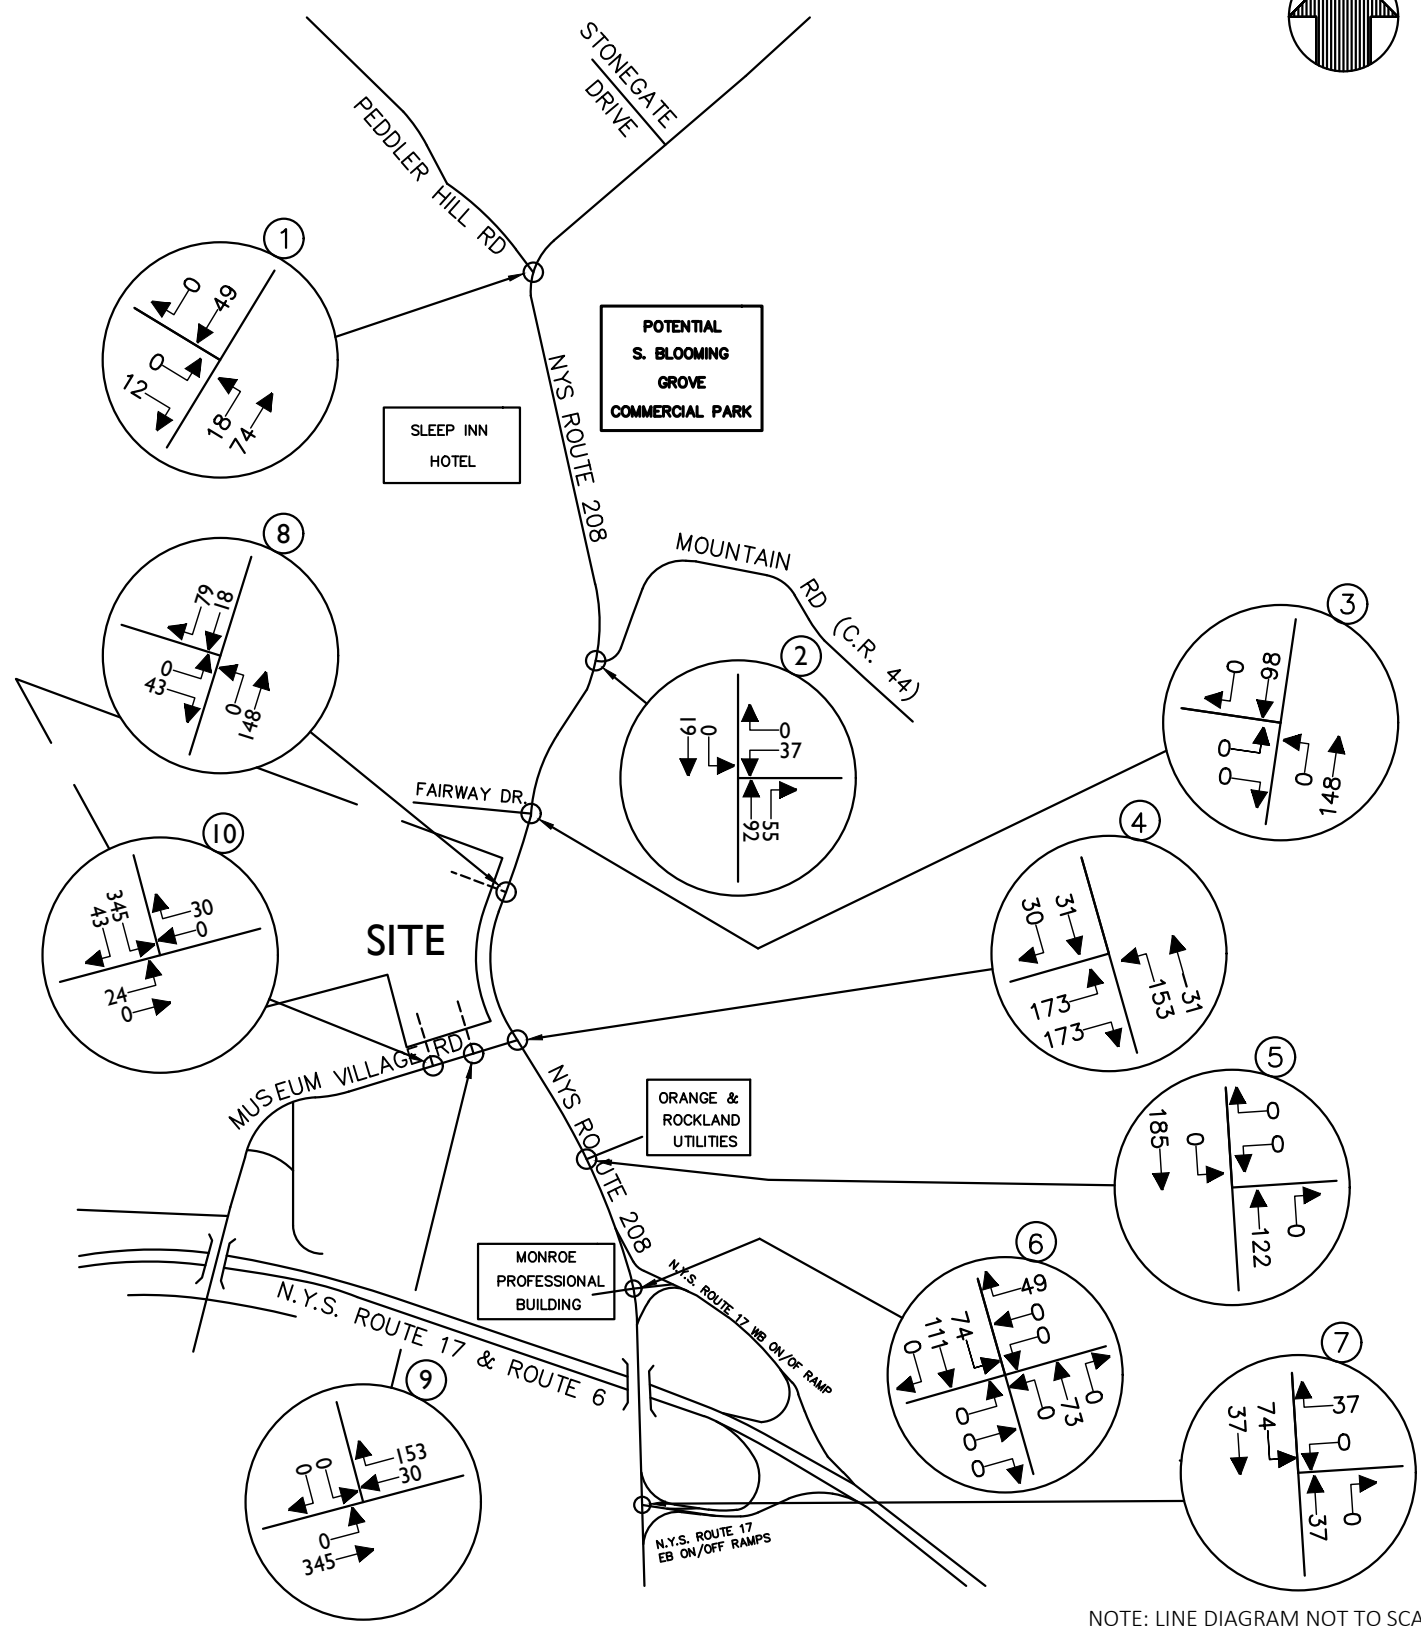 STONEGATE
DRIVE
PEDDLER HILL RD
1
0
49
0
12
18
74
POTENTIAL
S. BLOOMING
GROVE
COMMERCIAL PARK
NYS ROUTE 208
SLEEP INN
HOTEL
8
79
18
0
43
0
148
MOUNTAIN
RD (C.R. 44)
2
19
0
0
37
92
55
3
0
98
0
0
0
148
FAIRWAY DR.
10
345
43
30
0
24
0
SITE
4
30
31
173
173
153
31
MUSEUM VILLAGE RD
NYS ROUTE 208
ORANGE &
ROCKLAND
UTILITIES
5
185
0
0
0
122
0
MONROE
PROFESSIONAL
BUILDING
N.Y.S. ROUTE 17 WB ON/OF RAMP
6
49
0
0
74
111
0
0
0
0
0
73
0
N.Y.S. ROUTE 17 & ROUTE 6
9
0
0
153
30
0
345
7
37
74
37
0
37
0
N.Y.S. ROUTE 17
EB ON/OFF RAMPS
NOTE: LINE DIAGRAM NOT TO SCA